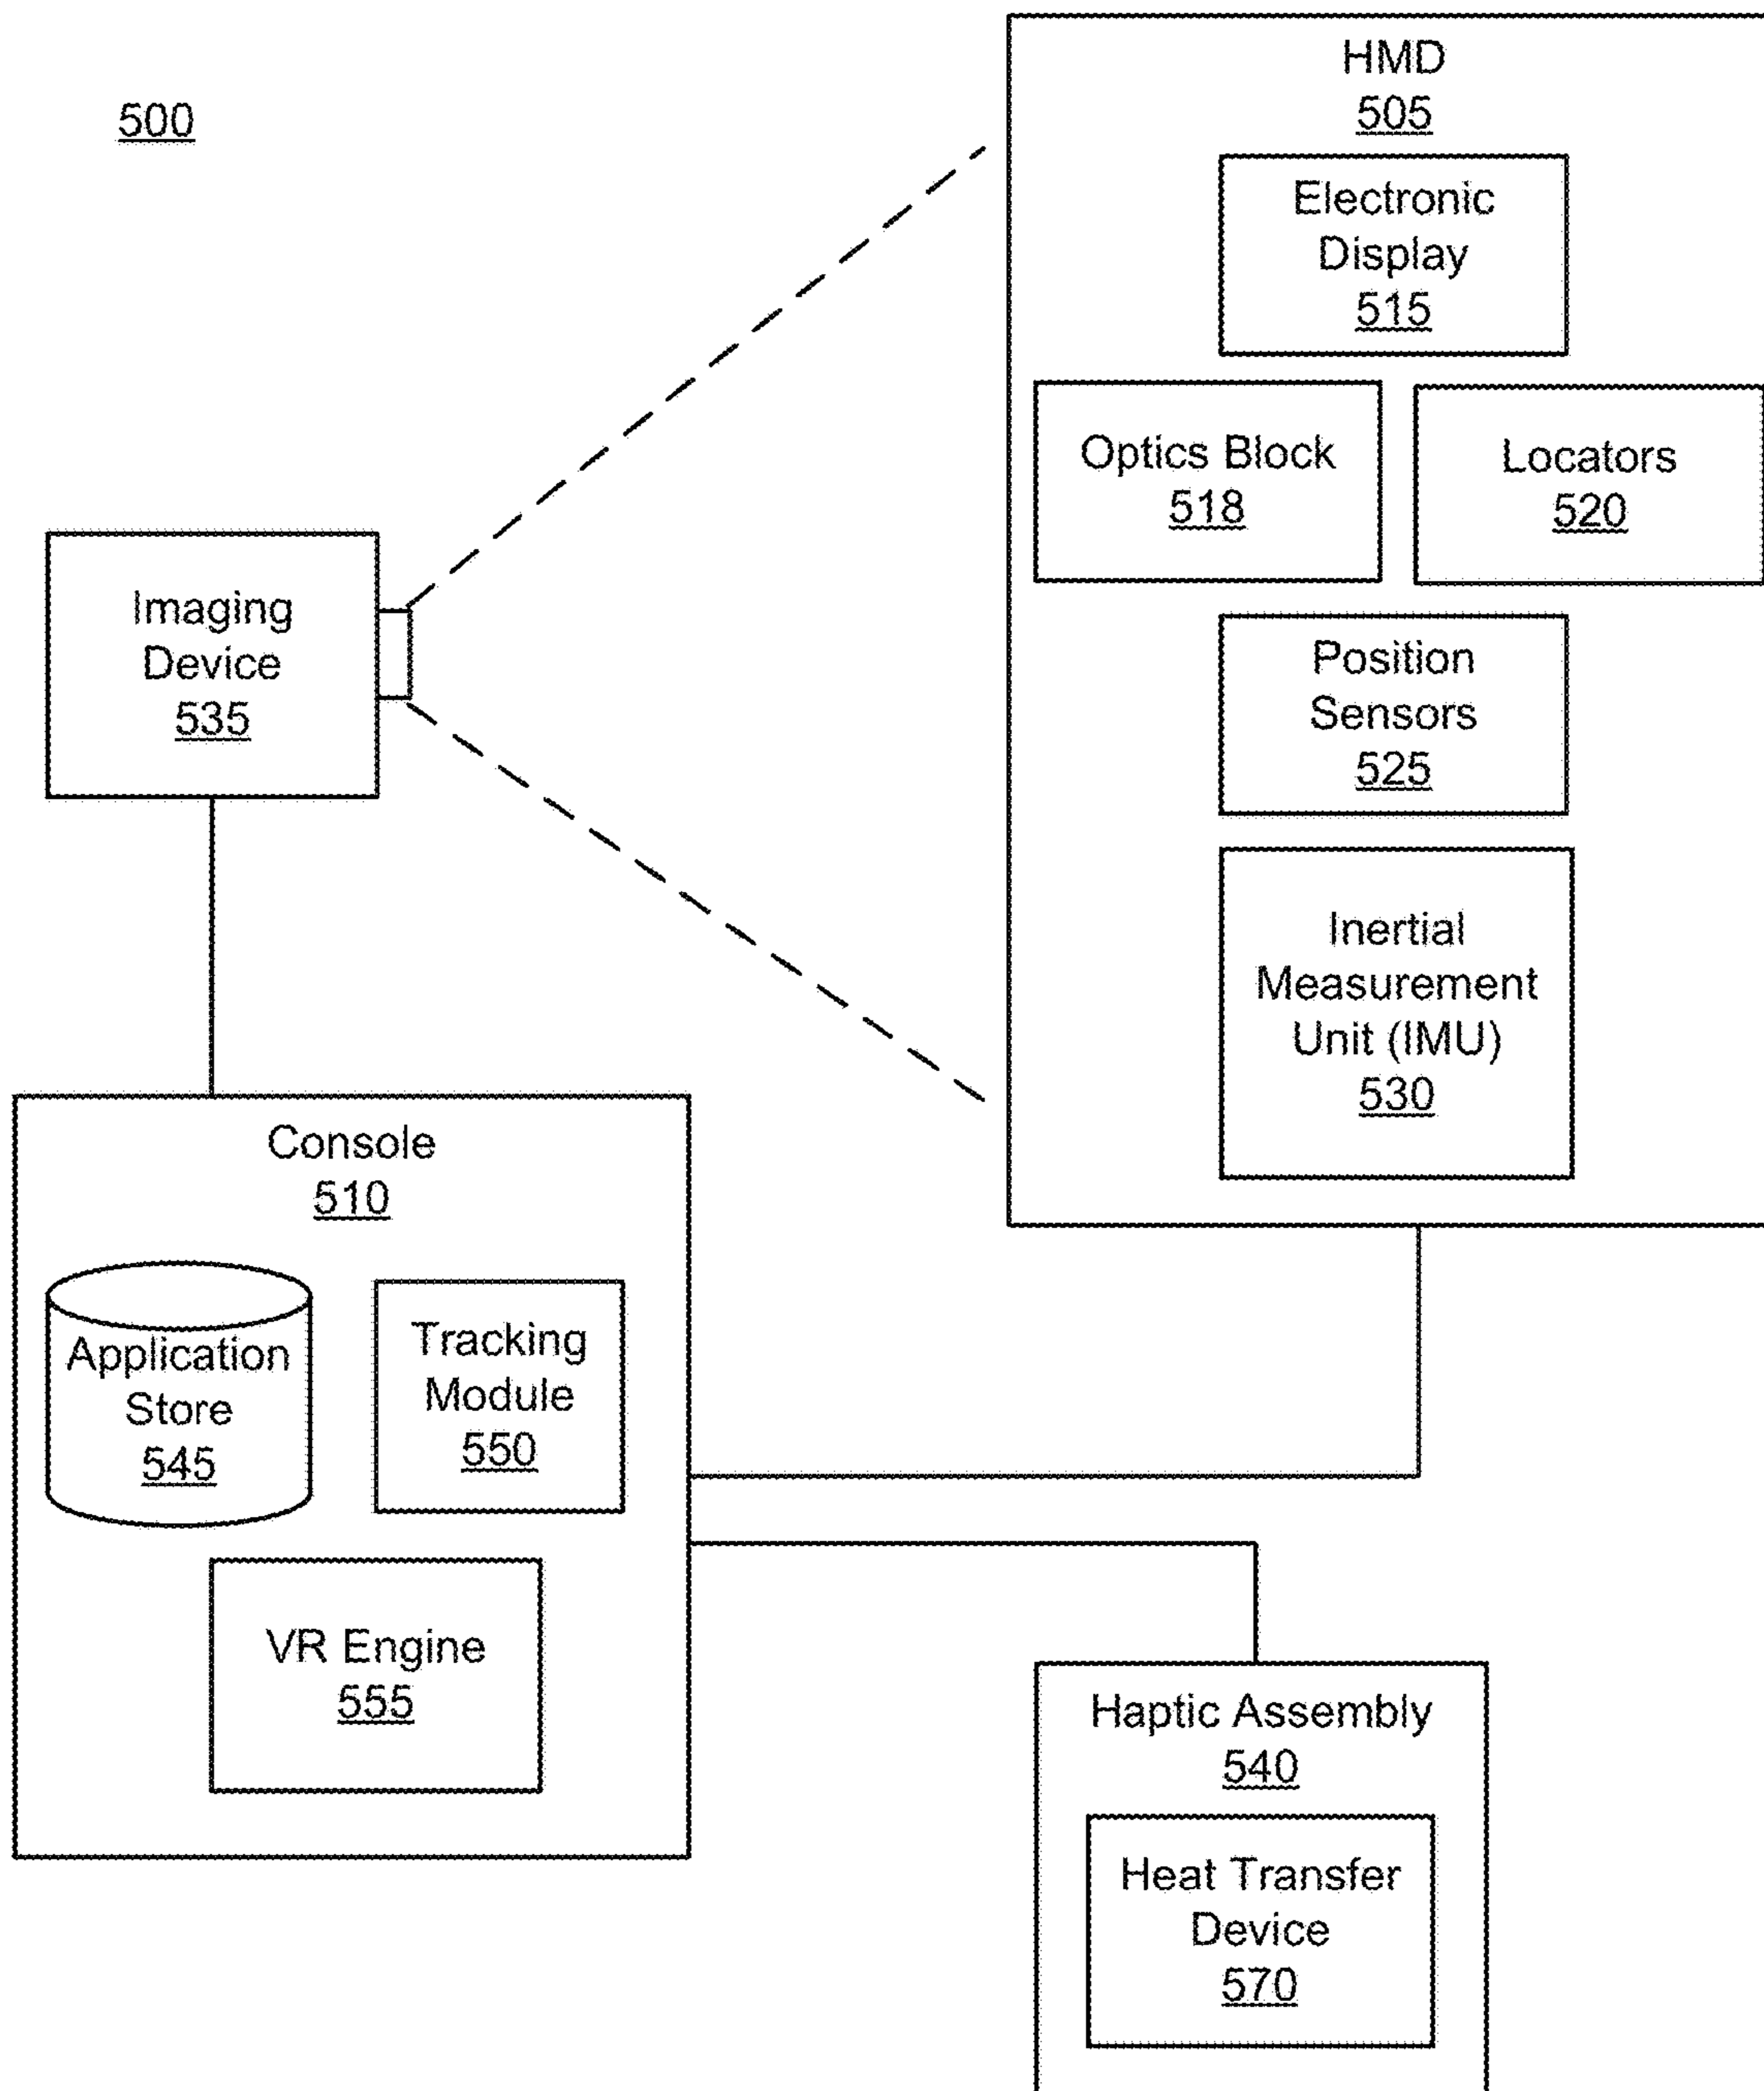 500
HMD
505
Electronic
Display
515
Optics Block
518
Locators
520
Position
Sensors
525
Inertial
Measurement
Unit (IMU)
530
Imaging
Device
535
Console
510
Application
Store
545
Tracking
Module
550
VR Engine
555
Haptic Assembly
540
Heat Transfer
Device
570